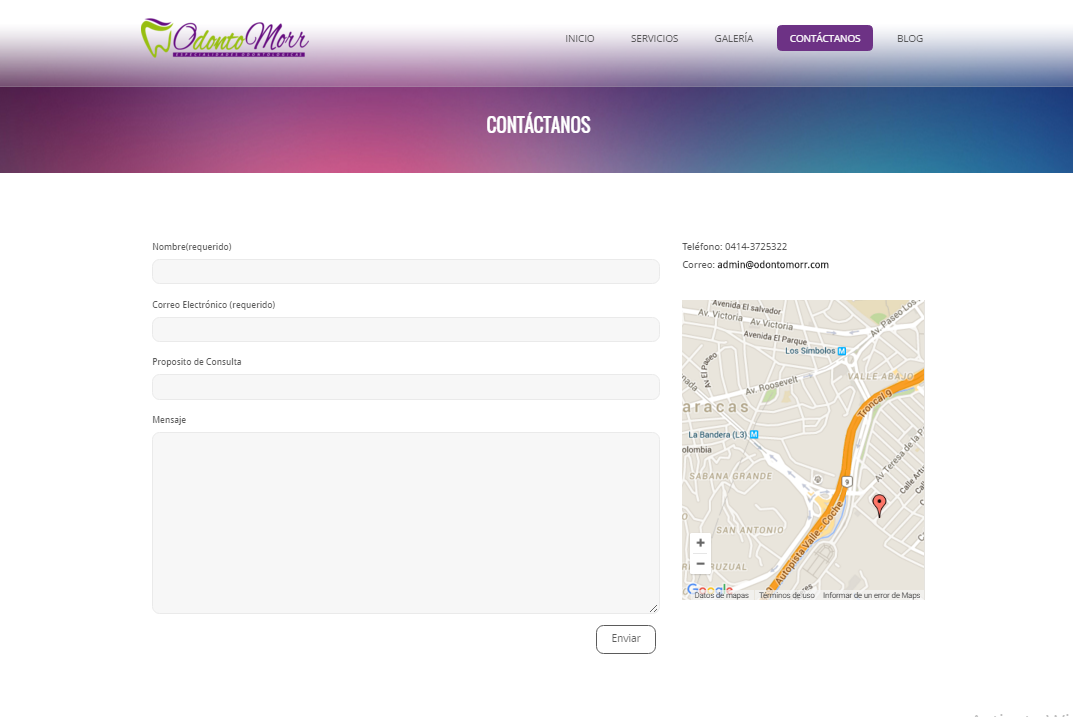 OdontoMorr
ESPECIALIDADES ODONTOLÓGICAS
INICIO
SERVICIOS
GALERÍA
CONTÁCTANOS
BLOG
CONTÁCTANOS
Nombre(requerido)
Correo Electrónico (requerido)
Proposito de Consulta
Mensaje
Enviar
Teléfono: 0414-3725322
Correo: admin@odontomorr.com
Avenida El salvador
Av. Victoria
Av Victoria
Av. Paseo Los
Avenida El Parque
Los Símbolos M
Av El Paseo
VALLE ABAJO
Av. Roosevelt
Troncal 9
aracas
La Bandera (L3) M
olombia
Av Teresa de la P
SABANA GRANDE
Calle Artu
9
SAN ANTONIO
Autopista Valle - Coche
+
−
RUZUAL
Google
Datos de mapas
Términos de uso
Informar de un error de Maps